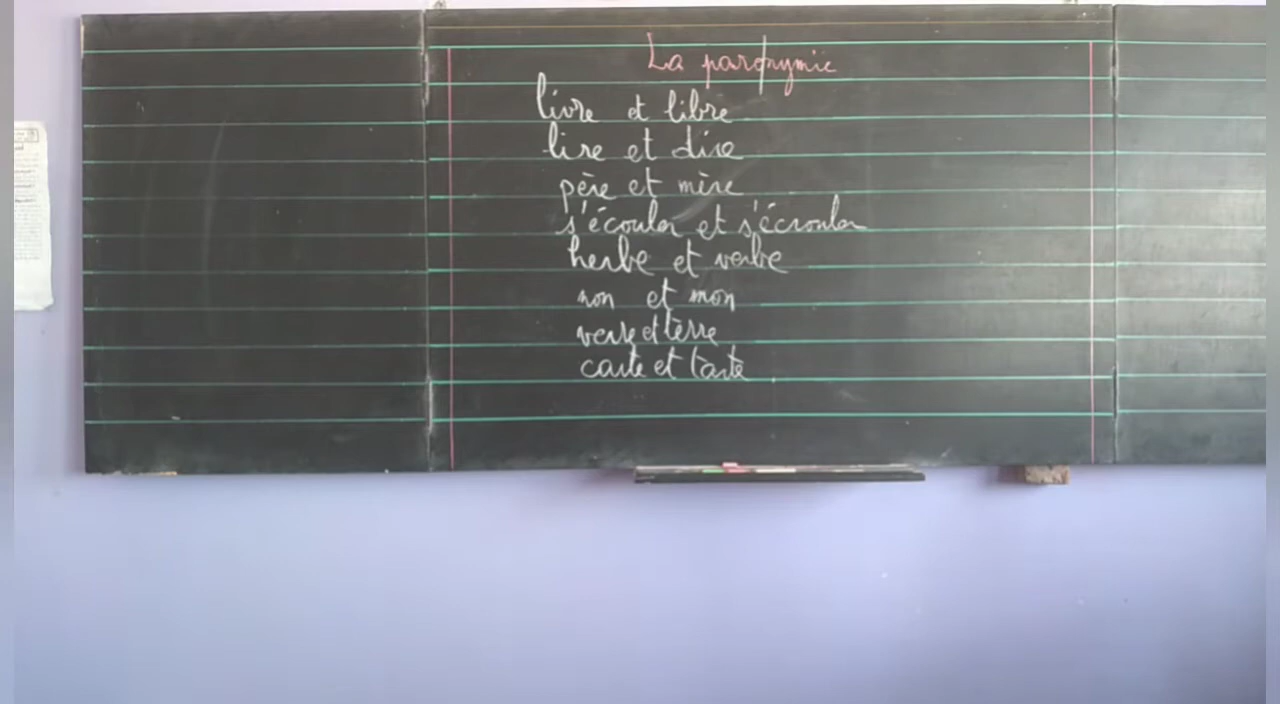 La paronymie
livre et libre
lire et dire
père et mère
s'écouler et s'écrouler
herbe et verbe
non et mon
verre et terre
carte et tarte